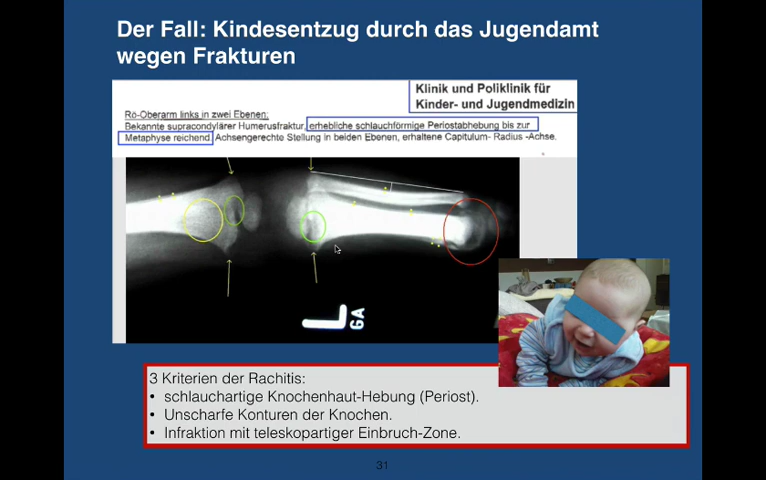 Der Fall: Kindesentzug durch das Jugendamt
wegen Frakturen
Klinik und Poliklinik für
Kinder- und Jugendmedizin
Rö-Oberarm links in zwei Ebenen:
Bekannte supracondylärer Humerusfraktur, erhebliche schlauchförmige Periostabhebung bis zur
Metaphyse reichend. Achsengerechte Stellung in beiden Ebenen, erhaltene Capitulum- Radius -Achse.
L
GA
3 Kriterien der Rachitis:
• schlauchartige Knochenhaut-Hebung (Periost).
• Unscharfe Konturen der Knochen.
• Infraktion mit teleskopartiger Einbruch-Zone.
31